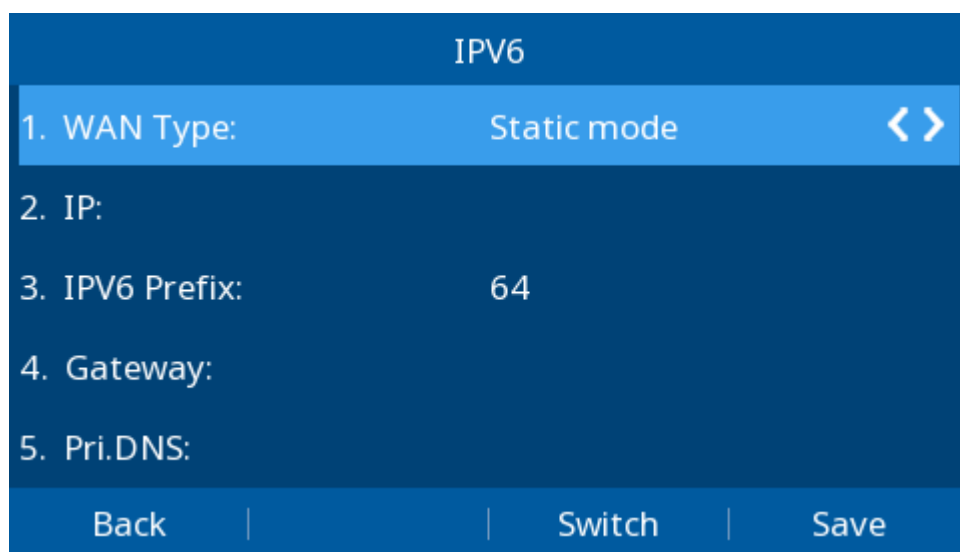 IPV6
1. WAN Type: Static mode
2. IP:
3. IPV6 Prefix: 64
4. Gateway:
5. Pri.DNS:
Back Switch Save